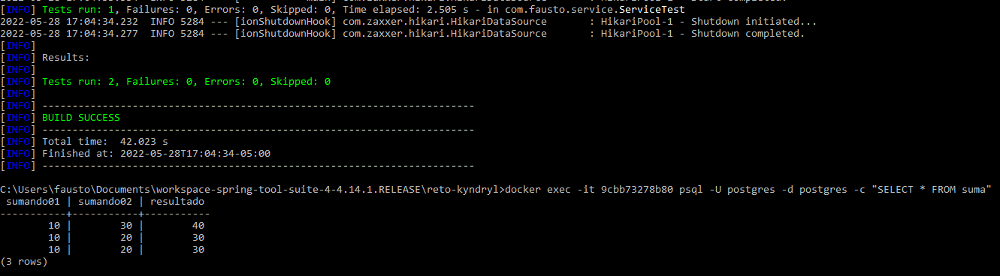 [INFO] Tests run: 1, Failures: 0, Errors: 0, Skipped: 0, Time elapsed: 2.505 s - in com.fausto.service.ServiceTest
2022-05-28 17:04:34.232  INFO 5284 --- [ionShutdownHook] com.zaxxer.hikari.HikariDataSource       : HikariPool-1 - Shutdown initiated...
2022-05-28 17:04:34.277  INFO 5284 --- [ionShutdownHook] com.zaxxer.hikari.HikariDataSource       : HikariPool-1 - Shutdown completed.
[INFO]
[INFO] Results:
[INFO]
[INFO] Tests run: 2, Failures: 0, Errors: 0, Skipped: 0
[INFO]
[INFO] ------------------------------------------------------------------------
[INFO] BUILD SUCCESS
[INFO] ------------------------------------------------------------------------
[INFO] Total time:  42.023 s
[INFO] Finished at: 2022-05-28T17:04:34-05:00
[INFO] ------------------------------------------------------------------------
C:\Users\fausto\Documents\workspace-spring-tool-suite-4-4.14.1.RELEASE\reto-kyndryl>docker exec -it 9cbb73278b80 psql -U postgres -d postgres -c "SELECT * FROM suma"
 sumando01 | sumando02 | resultado
-----------+-----------+-----------
        10 |        30 |        40
        10 |        20 |        30
        10 |        20 |        30
(3 rows)